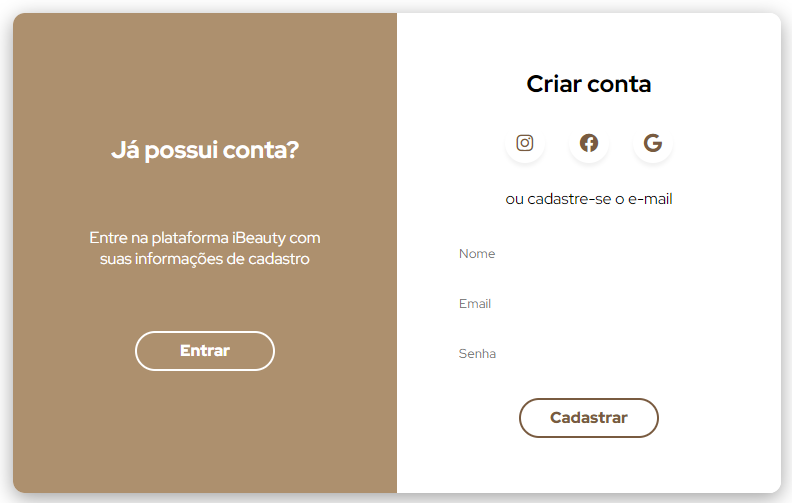 Já possui conta?
Entre na plataforma iBeauty com
suas informações de cadastro
Entrar
Criar conta
ou cadastre-se o e-mail
Nome
Email
Senha
Cadastrar